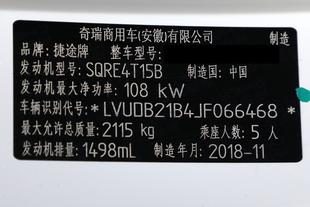 奇瑞商用车(安徽)有限公司 制造
品牌：捷途牌 整车型号：
发动机型号：SQRE4T15B 制造国：中国
发动机最大净功率：108 kW
车辆识别代号：*LVUDB21B4JF066468*
最大允许总质量：2115 kg 乘座人数：5 人
发动机排量：1498mL 制造年月：2018-11